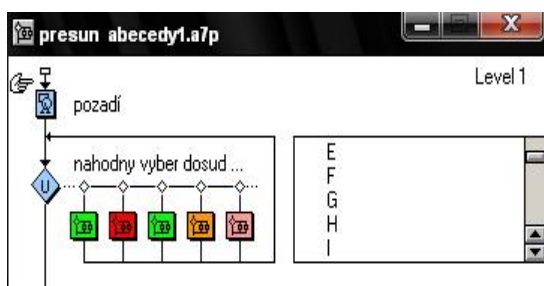 presun abecedy1.a7p
Level 1
pozadí
nahodny vyber dosud ...
U
E
F
G
H
I